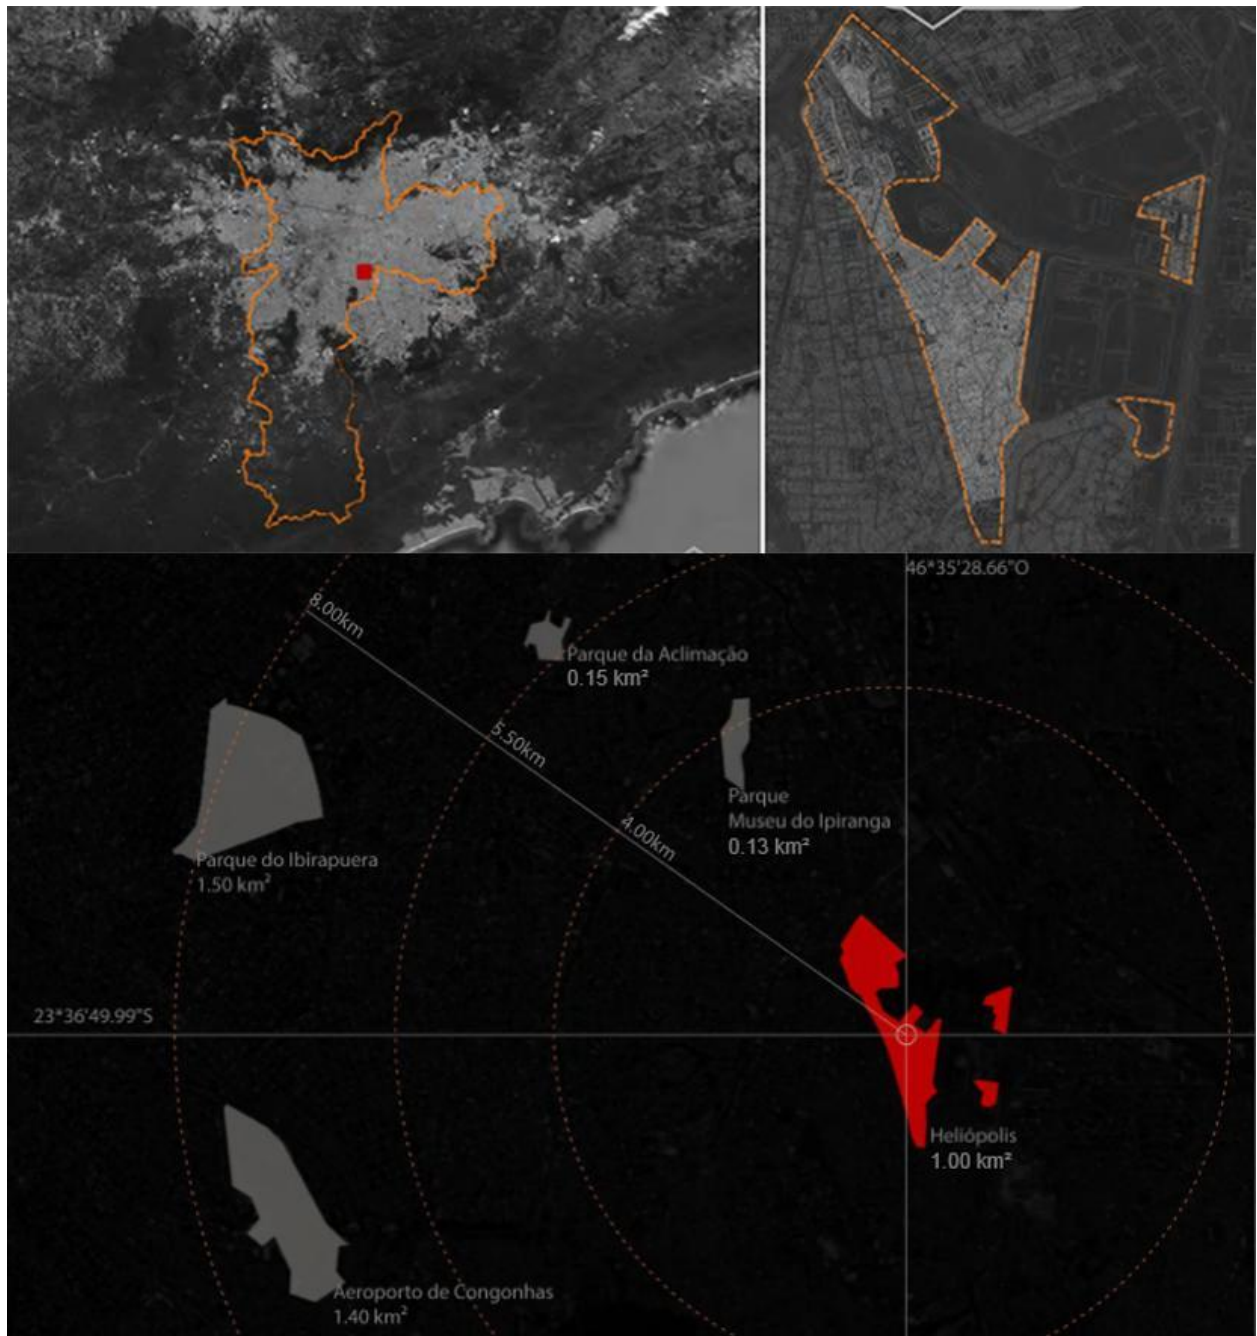 46*35'28.66"O
8.00km
Parque da Aclimação
0.15 km²
5.50km
Parque
Museu do Ipiranga
0.13 km²
4.00km
Parque do Ibirapuera
1.50 km²
23*36'49.99"S
Heliópolis
1.00 km²
Aeroporto de Congonhas
1.40 km²